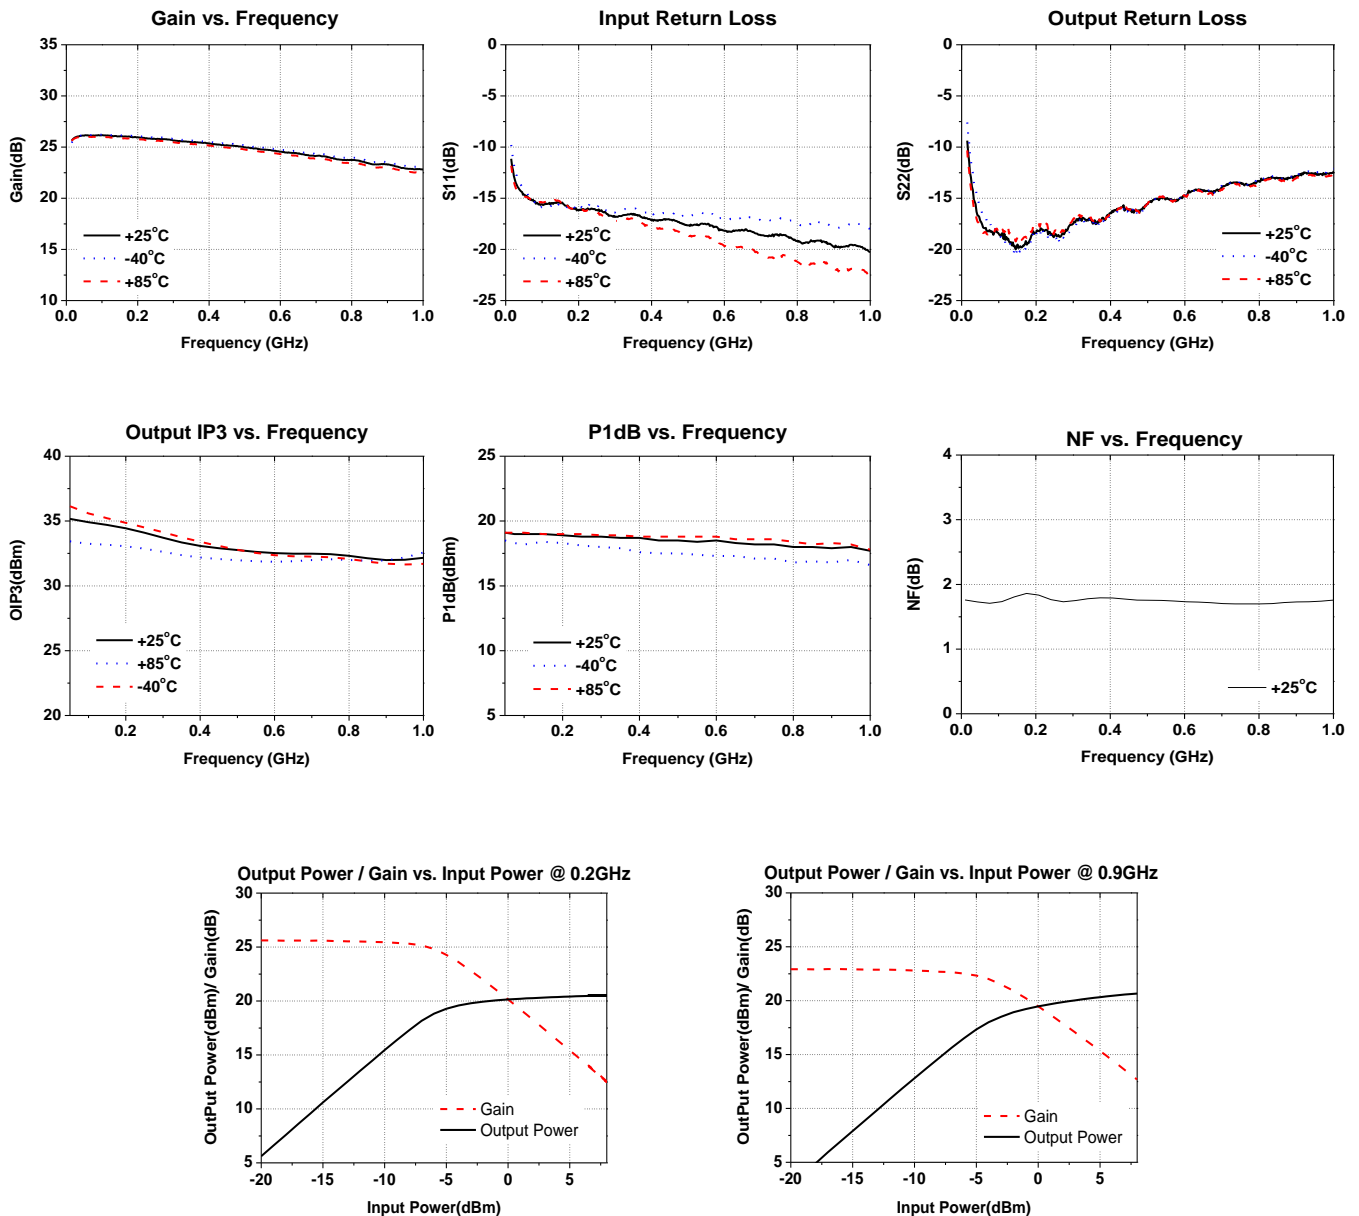 Gain vs. Frequency
35
30
25
20
15
10
Gain(dB)
+25°C
-40°C
+85°C
0.0 0.2 0.4 0.6 0.8 1.0
Frequency (GHz)
Input Return Loss
0
-5
-10
-15
-20
-25
S11(dB)
+25°C
-40°C
+85°C
0.0 0.2 0.4 0.6 0.8 1.0
Frequency (GHz)
Output Return Loss
0
-5
-10
-15
-20
-25
S22(dB)
+25°C
-40°C
+85°C
0.0 0.2 0.4 0.6 0.8 1.0
Frequency (GHz)
Output IP3 vs. Frequency
40
35
30
25
20
OIP3(dBm)
+25°C
+85°C
-40°C
0.2 0.4 0.6 0.8 1.0
Frequency (GHz)
P1dB vs. Frequency
25
20
15
10
5
P1dB(dBm)
+25°C
-40°C
+85°C
0.2 0.4 0.6 0.8 1.0
Frequency (GHz)
NF vs. Frequency
4
3
2
1
0
NF(dB)
+25°C
0.0 0.2 0.4 0.6 0.8 1.0
Frequency (GHz)
Output Power / Gain vs. Input Power @ 0.2GHz
30
25
20
15
10
5
OutPut Power(dBm)/ Gain(dB)
Gain
Output Power
-20 -15 -10 -5 0 5
Input Power(dBm)
Output Power / Gain vs. Input Power @ 0.9GHz
30
25
20
15
10
5
OutPut Power(dBm)/ Gain(dB)
Gain
Output Power
-20 -15 -10 -5 0 5
Input Power(dBm)